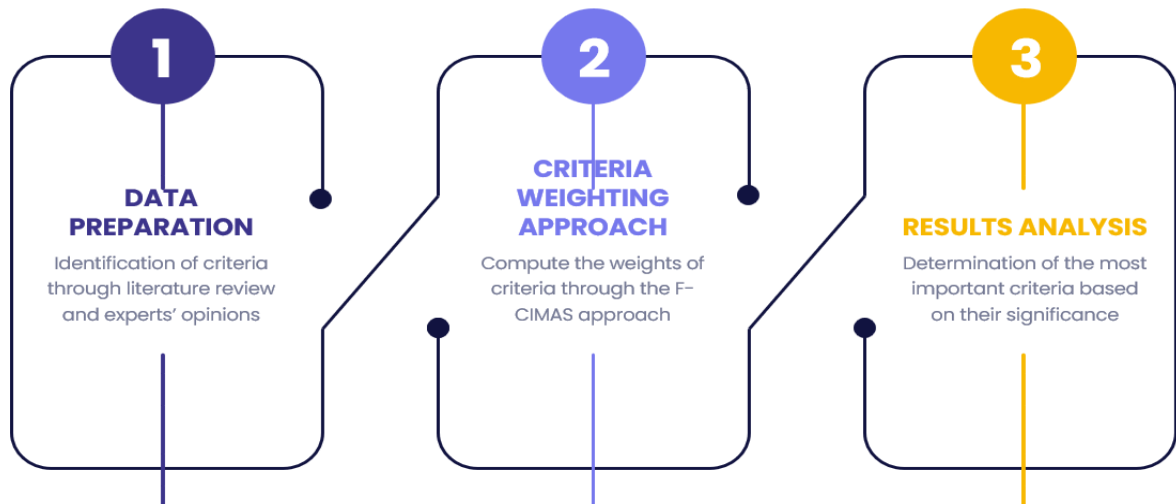 1
DATA
PREPARATION
Identification of criteria
through literature review
and experts’ opinions
2
CRITERIA
WEIGHTING
APPROACH
Compute the weights of
criteria through the F-
CIMAS approach
3
RESULTS ANALYSIS
Determination of the most
important criteria based
on their significance